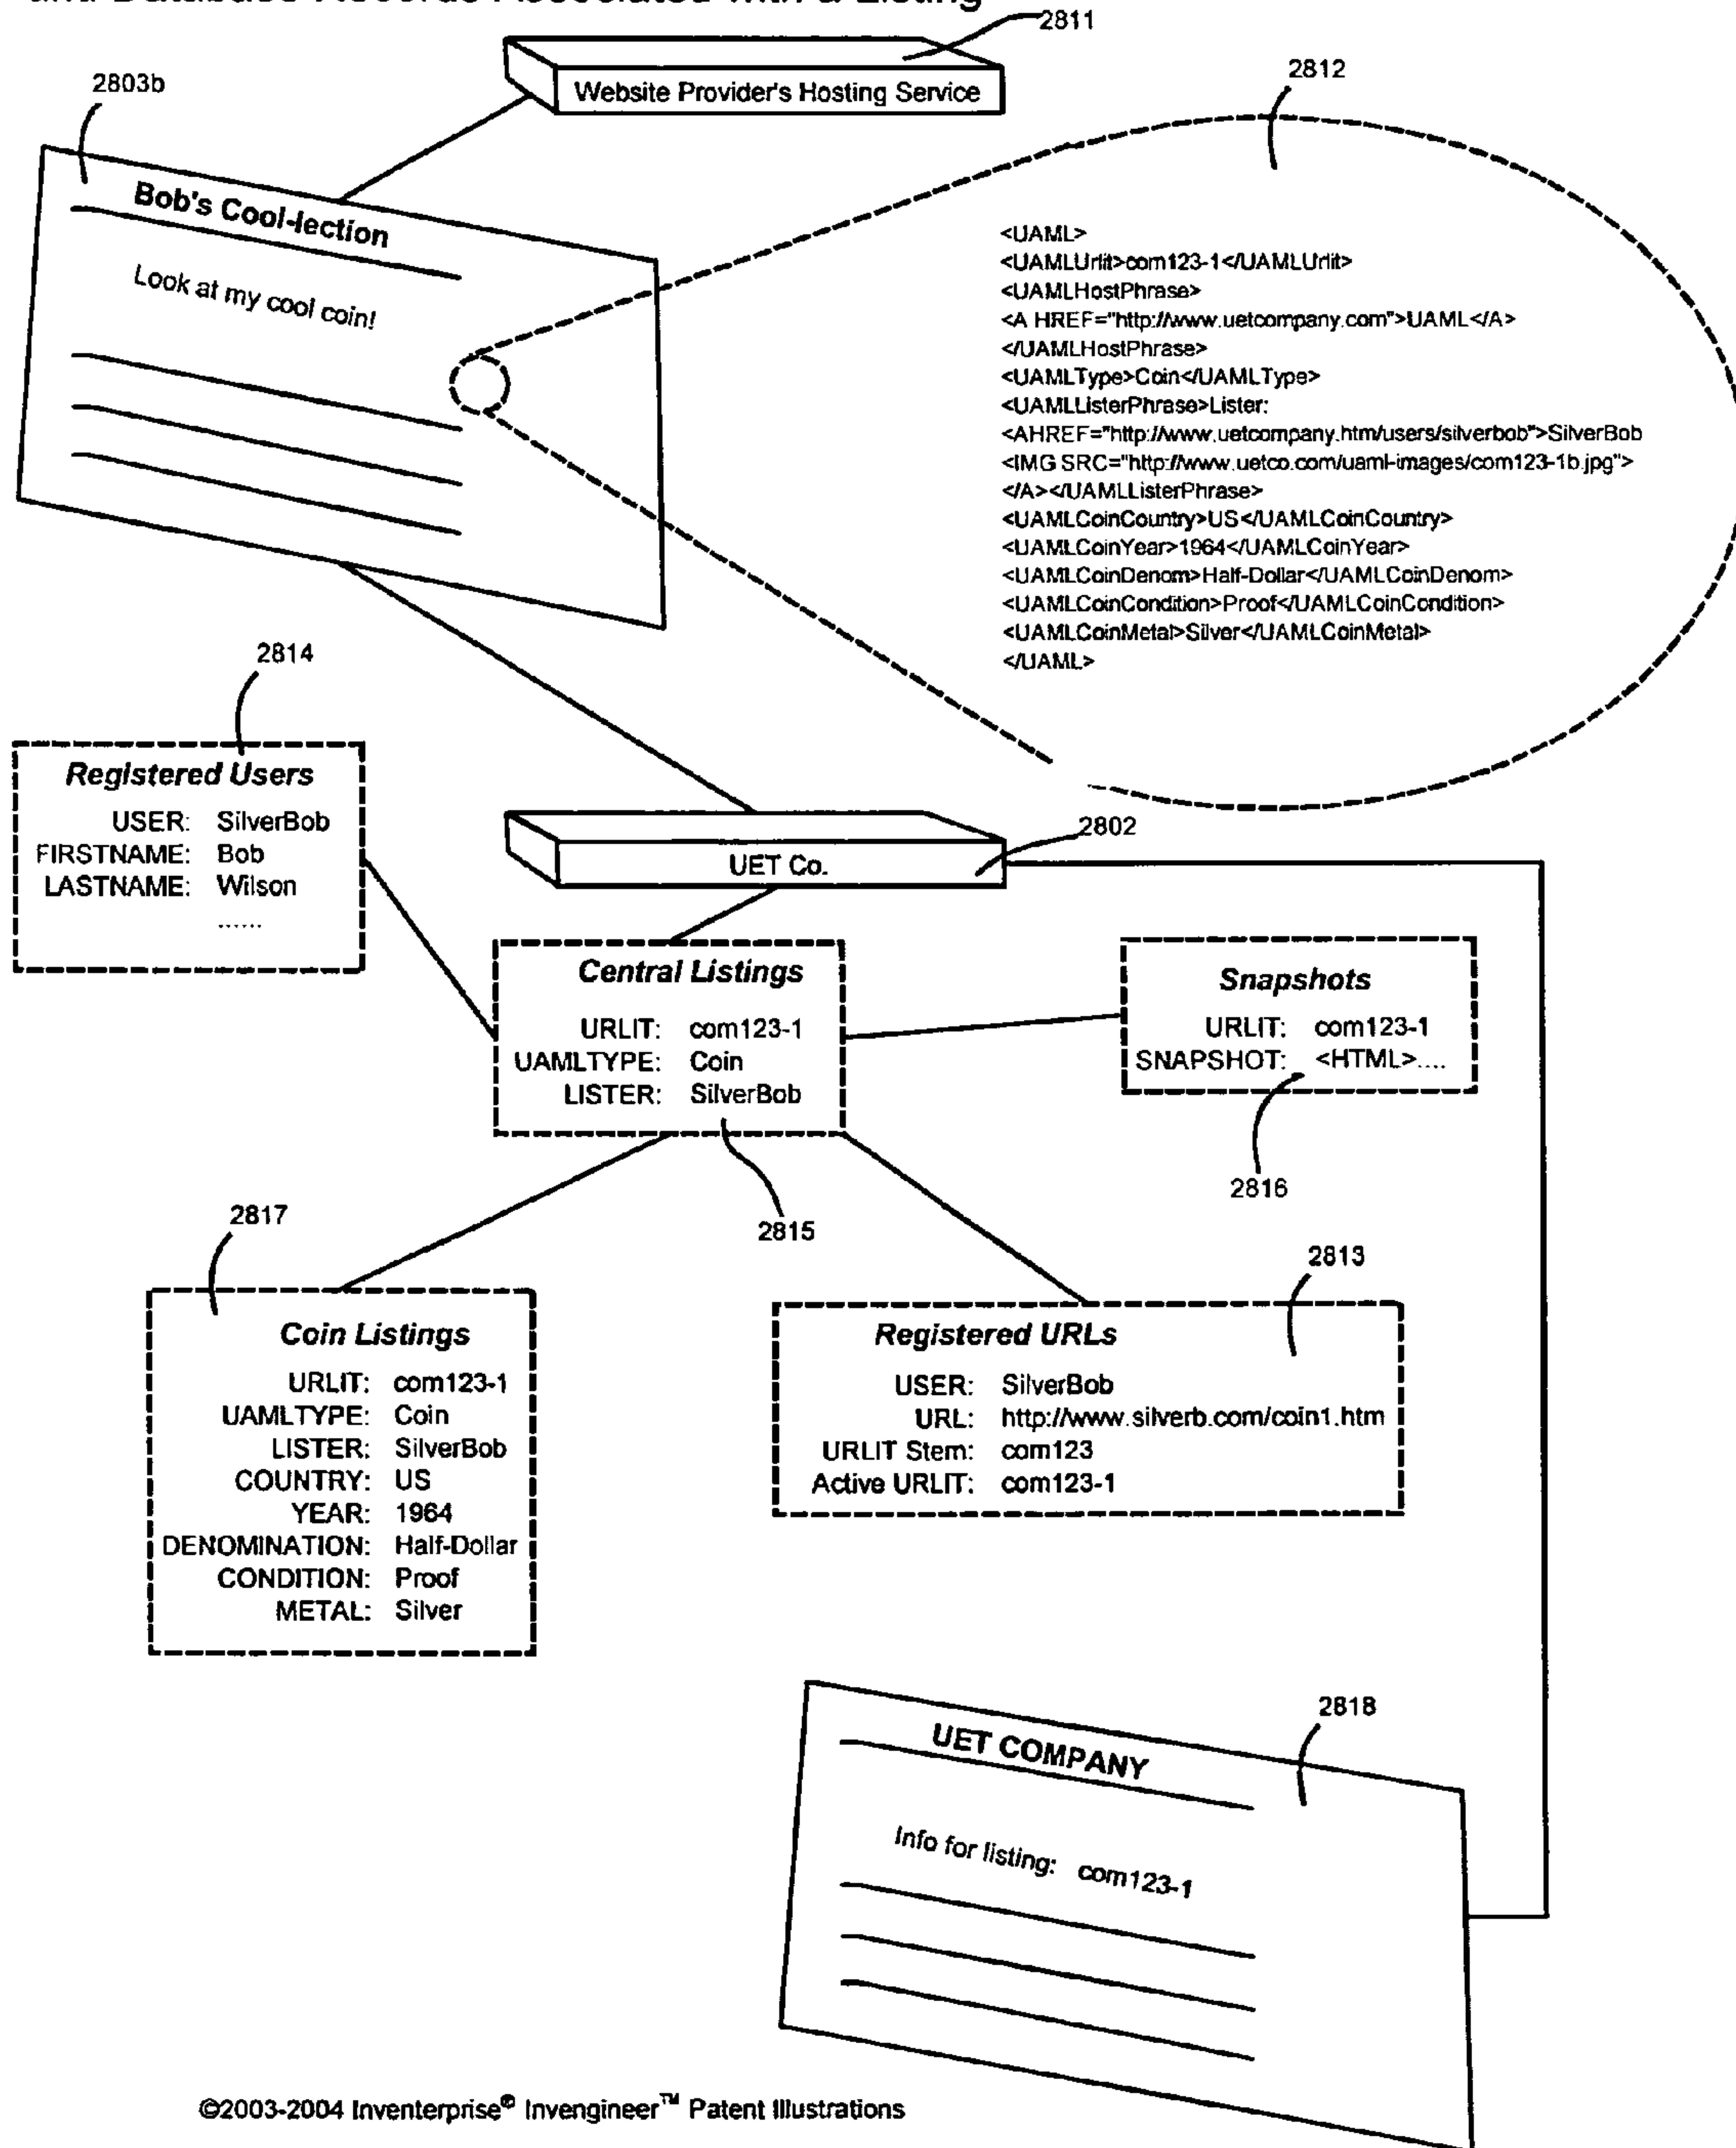 and Database Records Associated with a Listing
2811
Website Provider's Hosting Service
2803b
2812
Bob's Cool-lection
Look at my cool coin!
<UAML>
<UAMLUrlit>com123-1</UAMLUrlit>
<UAMLHostPhrase>
<A HREF="http://www.uetcompany.com">UAML</A>
</UAMLHostPhrase>
<UAMLType>Coin</UAMLType>
<UAMLListerPhrase>Lister:
<AHREF="http://www.uetcompany.htm/users/silverbob">SilverBob
<IMG SRC="http://www.uetco.com/uaml-images/com123-1b.jpg">
</A></UAMLListerPhrase>
<UAMLCoinCountry>US</UAMLCoinCountry>
<UAMLCoinYear>1964</UAMLCoinYear>
<UAMLCoinDenom>Half-Dollar</UAMLCoinDenom>
<UAMLCoinCondition>Proof</UAMLCoinCondition>
<UAMLCoinMetal>Silver</UAMLCoinMetal>
</UAML>
2814
Registered Users
USER: SilverBob
FIRSTNAME: Bob
LASTNAME: Wilson
......
2802
UET Co.
Central Listings
URLIT: com123-1
UAMLTYPE: Coin
LISTER: SilverBob
2815
Snapshots
URLIT: com123-1
SNAPSHOT: <HTML>....
2816
2817
Coin Listings
URLIT: com123-1
UAMLTYPE: Coin
LISTER: SilverBob
COUNTRY: US
YEAR: 1964
DENOMINATION: Half-Dollar
CONDITION: Proof
METAL: Silver
2813
Registered URLs
USER: SilverBob
URL: http://www.silverb.com/coin1.htm
URLIT Stem: com123
Active URLIT: com123-1
2818
UET COMPANY
Info for listing: com123-1
©2003-2004 Inventerprise® Invengineer™ Patent Illustrations